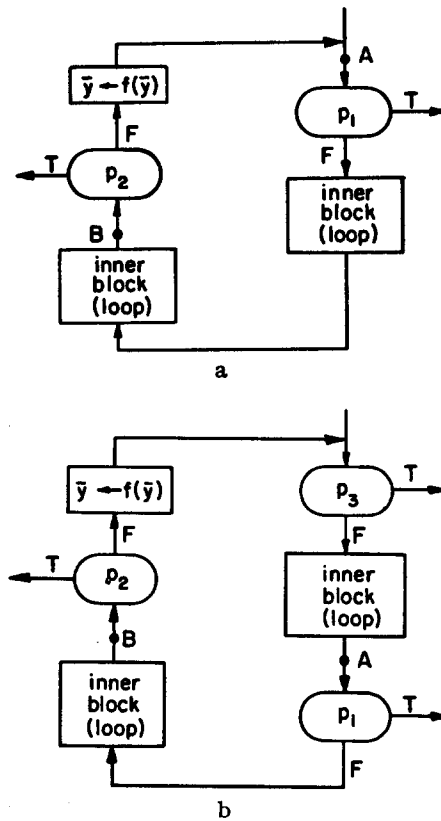 A
ȳ ← f(ȳ)
p₁
T
F
F
T
p₂
inner
block
(loop)
B
inner
block
(loop)
a
ȳ ← f(ȳ)
p₃
T
F
F
T
p₂
inner
block
(loop)
B
A
inner
block
(loop)
p₁
T
F
b